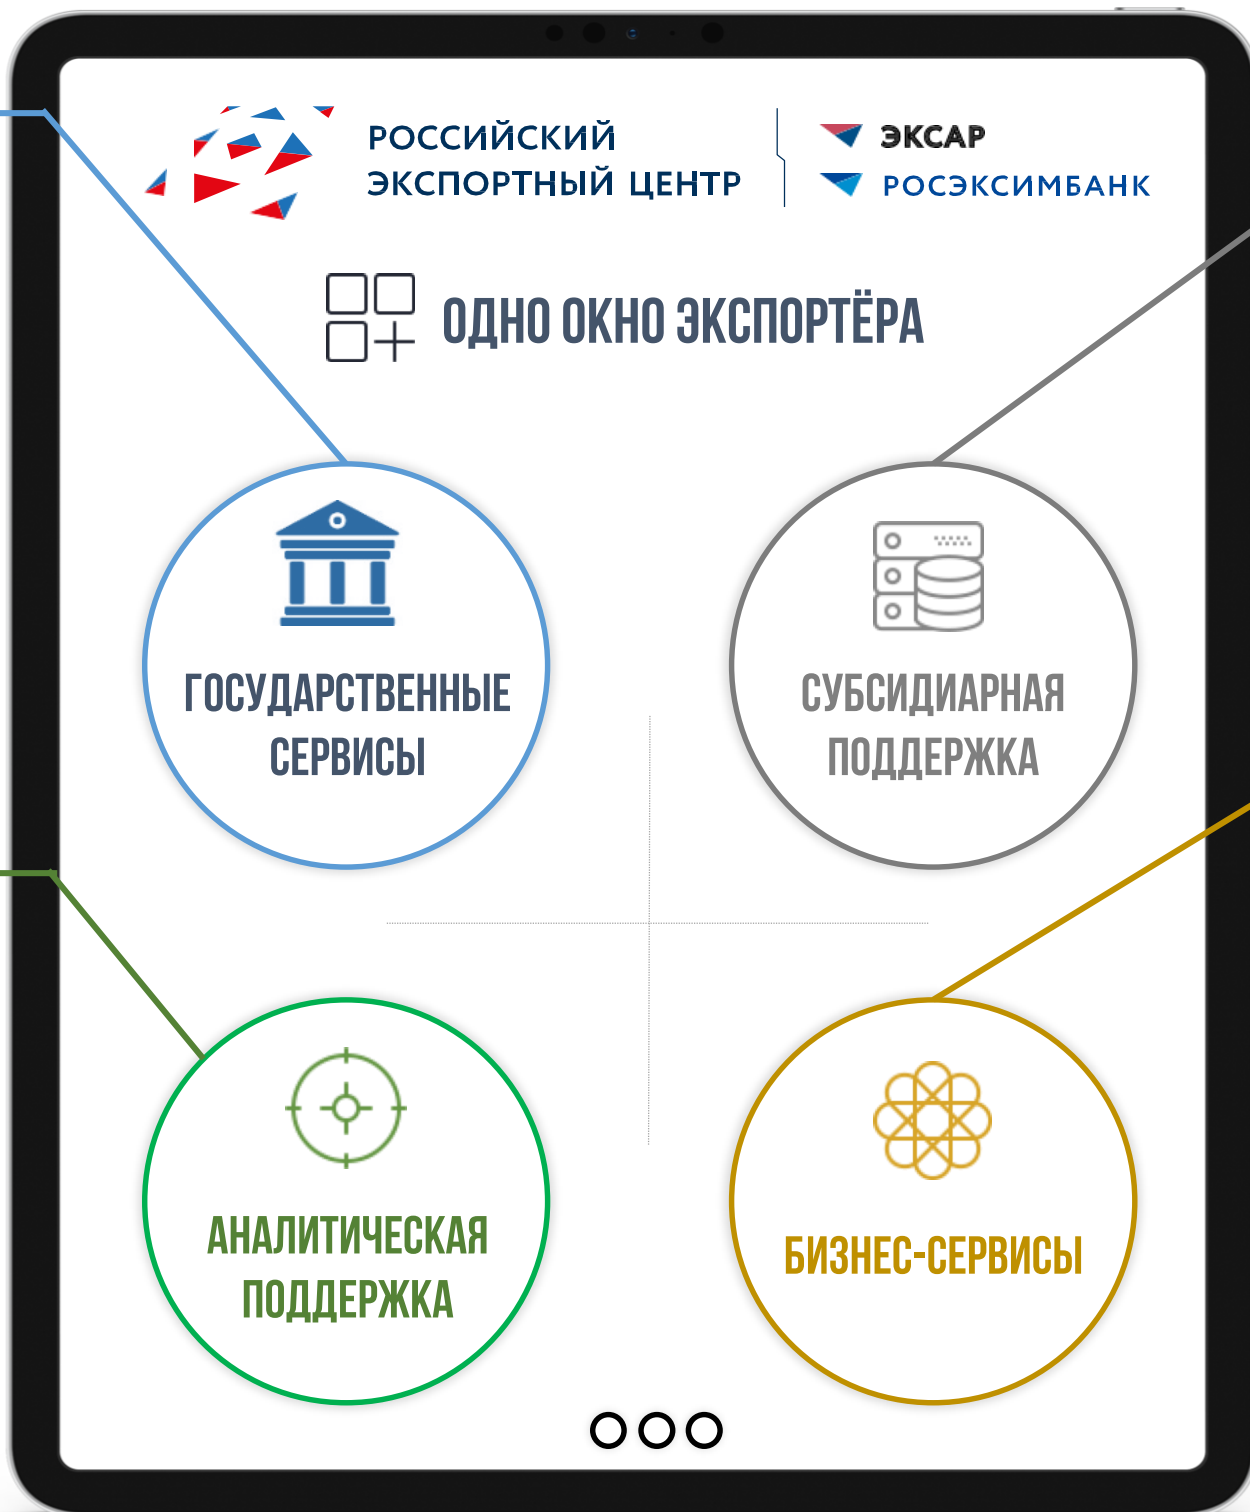 РОССИЙСКИЙ
ЭКСПОРТНЫЙ ЦЕНТР
ЭКСАР
РОСЭКСИМБАНК
ОДНО ОКНО ЭКСПОРТЁРА
ГОСУДАРСТВЕННЫЕ
СЕРВИСЫ
СУБСИДИАРНАЯ
ПОДДЕРЖКА
АНАЛИТИЧЕСКАЯ
ПОДДЕРЖКА
БИЗНЕС-СЕРВИСЫ